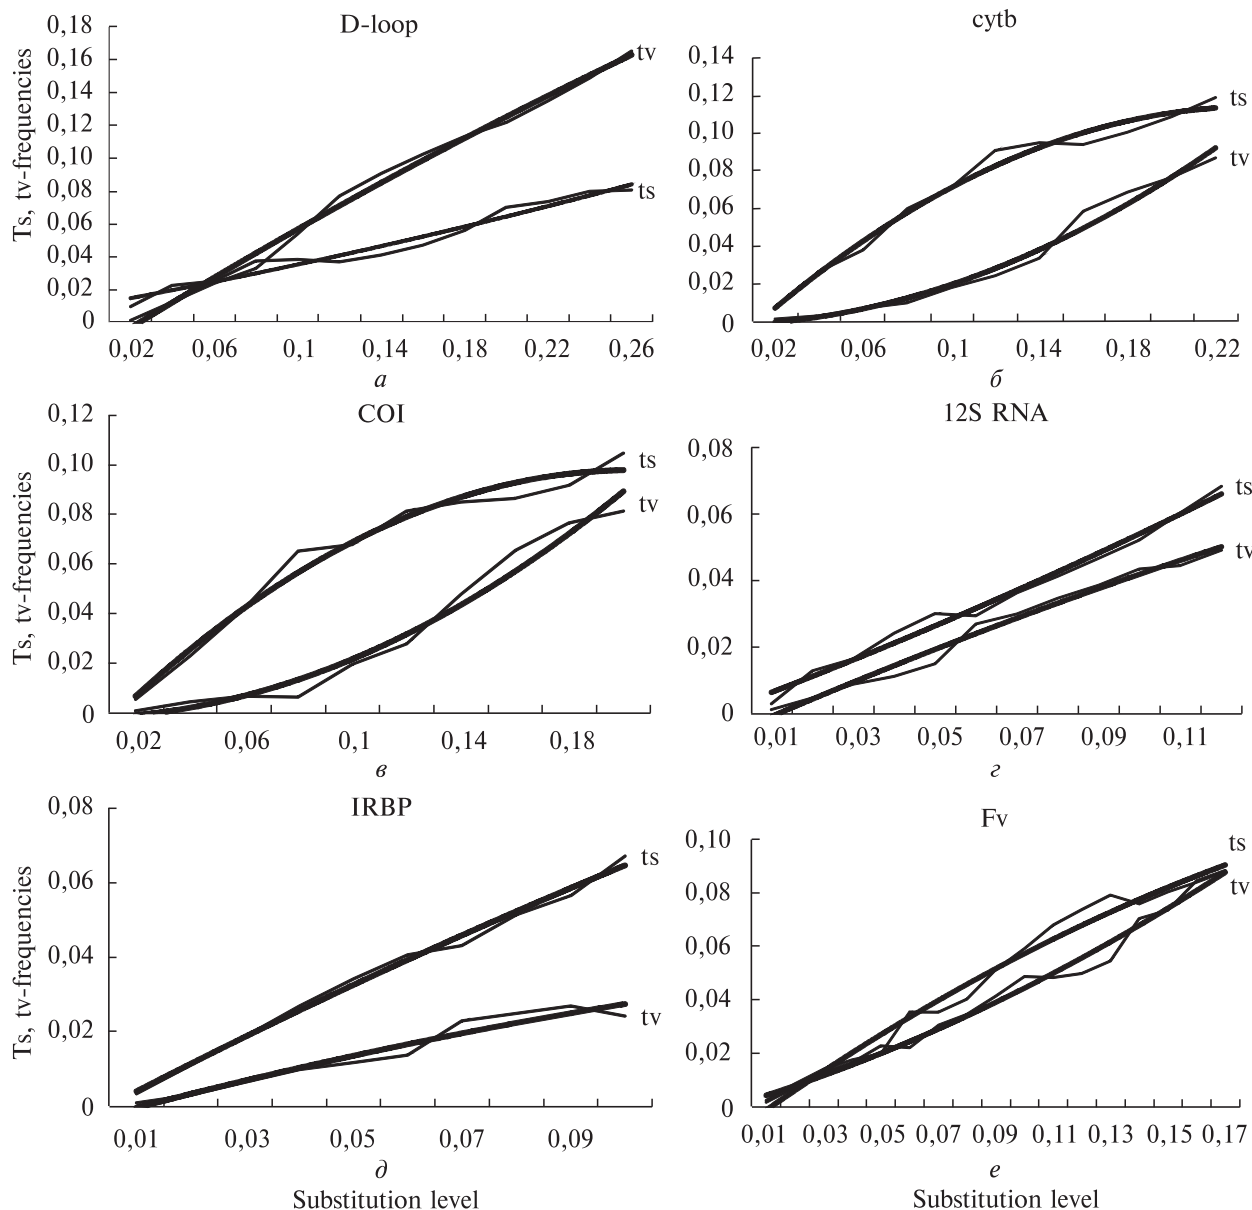 D-loop
Ts, tv-frequencies
0,18
0,16
0,14
0,12
0,10
0,08
0,06
0,04
0,02
0
tv
ts
0,02 0,06 0,1 0,14 0,18 0,22 0,26
а
cytb
0,14
0,12
0,10
0,08
0,06
0,04
0,02
0
ts
tv
0,02 0,06 0,1 0,14 0,18 0,22
б
COI
Ts, tv-frequencies
0,12
0,10
0,08
0,06
0,04
0,02
0
ts
tv
0,02 0,06 0,1 0,14 0,18
в
12S RNA
0,08
0,06
0,04
0,02
0
ts
tv
0,01 0,03 0,05 0,07 0,09 0,11
г
IRBP
Ts, tv-frequencies
0,08
0,06
0,04
0,02
0
ts
tv
0,01 0,03 0,05 0,07 0,09
д
Substitution level
Fv
0,10
0,08
0,06
0,04
0,02
0
ts
tv
0,01 0,03 0,05 0,07 0,09 0,11 0,13 0,15 0,17
е
Substitution level